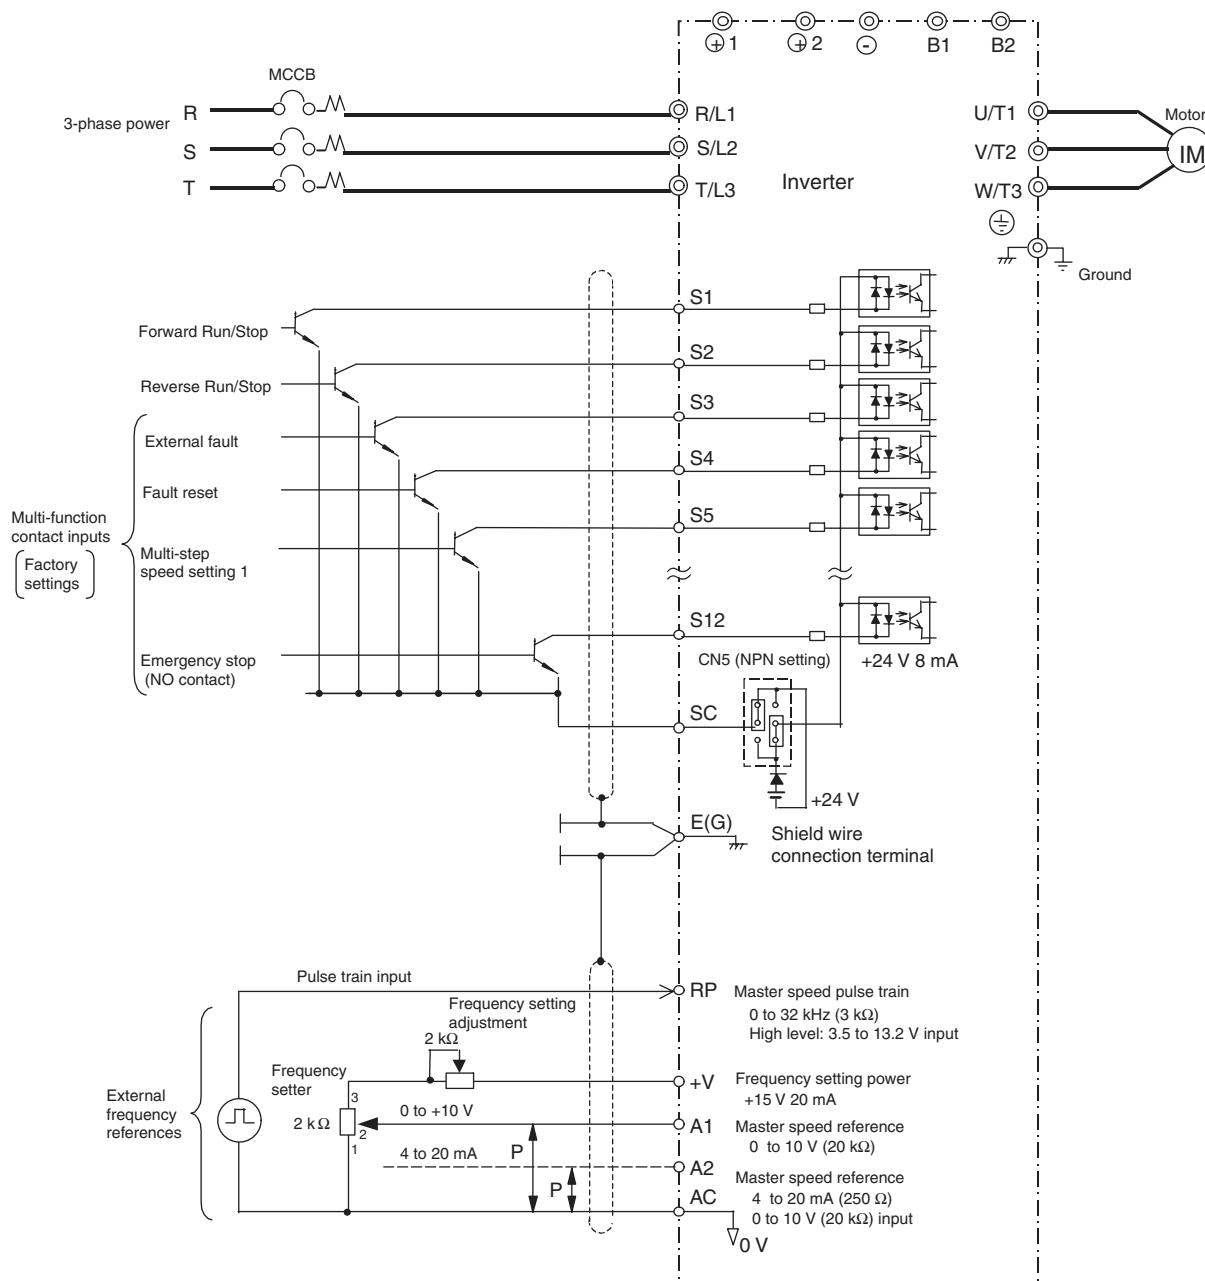 ⊕1 ⊕2 ⊖ B1 B2
MCCB
3-phase power
R
S
T
R/L1
S/L2
T/L3
Inverter
U/T1
V/T2
W/T3
Motor
IM
Ground
Forward Run/Stop
S1
Reverse Run/Stop
S2
External fault
S3
Fault reset
S4
Multi-function
contact inputs
Factory
settings
Multi-step
speed setting 1
S5
Emergency stop
(NO contact)
S12
CN5 (NPN setting)
+24 V 8 mA
SC
+24 V
E(G)
Shield wire
connection terminal
Pulse train input
RP
Master speed pulse train
0 to 32 kHz (3 kΩ)
High level: 3.5 to 13.2 V input
External
frequency
references
Frequency setting
adjustment
2 kΩ
Frequency
setter
3
2 kΩ
2
1
0 to +10 V
4 to 20 mA
P
P
+V
Frequency setting power
+15 V 20 mA
A1
Master speed reference
0 to 10 V (20 kΩ)
A2
Master speed reference
4 to 20 mA (250 Ω)
0 to 10 V (20 kΩ) input
AC
0 V